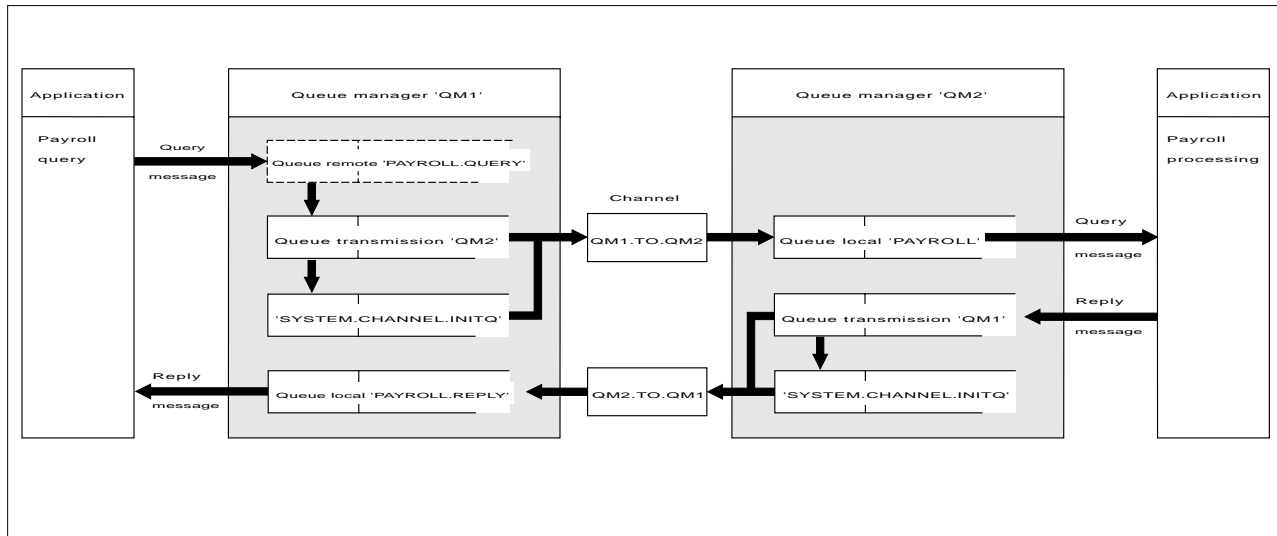 Application
Queue manager 'QM1'
Queue manager 'QM2'
Application
Payroll
query
Query
message
Queue remote 'PAYROLL.QUERY'
Queue transmission 'QM2'
'SYSTEM.CHANNEL.INITQ'
Reply
message
Queue local 'PAYROLL.REPLY'
Channel
QM1.TO.QM2
QM2.TO.QM1
Queue local 'PAYROLL'
Queue transmission 'QM1'
'SYSTEM.CHANNEL.INITQ'
Query
message
Reply
message
Payroll
processing